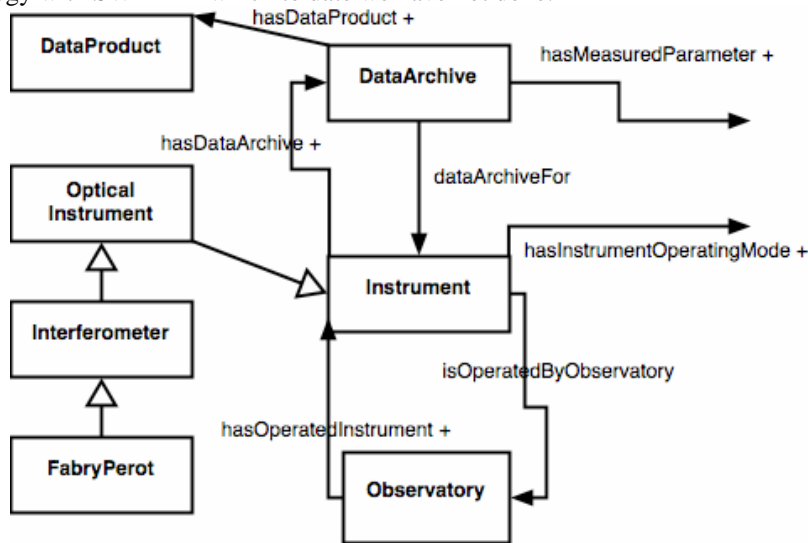 hasDataProduct +
DataProduct
DataArchive
hasMeasuredParameter +
hasDataArchive +
dataArchiveFor
Optical
Instrument
hasInstrumentOperatingMode +
Instrument
Interferometer
isOperatedByObservatory
hasOperatedInstrument +
FabryPerot
Observatory